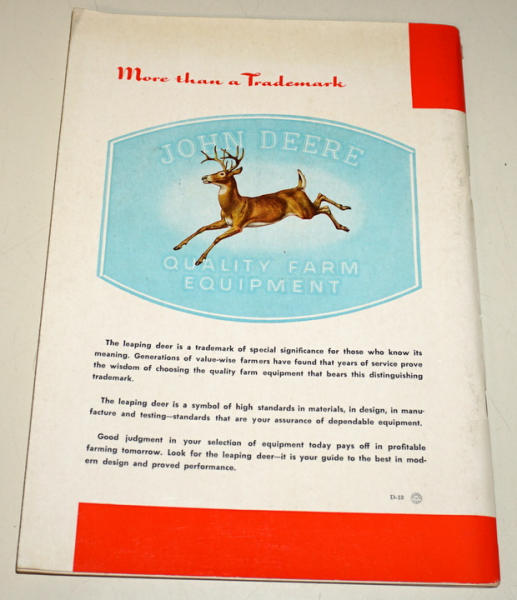 More than a Trademark
JOHN DEERE
QUALITY FARM
EQUIPMENT
The leaping deer is a trademark of special significance for those who know its
meaning. Generations of value-wise farmers have found that years of service prove
the wisdom of choosing the quality farm equipment that bears this distinguishing
trademark.
The leaping deer is a symbol of high standards in materials, in design, in manu-
facture and testing—standards that are your assurance of dependable equipment.
Good judgment in your selection of equipment today pays off in profitable
farming tomorrow. Look for the leaping deer—it is your guide to the best in mod-
ern design and proved performance.
D-18